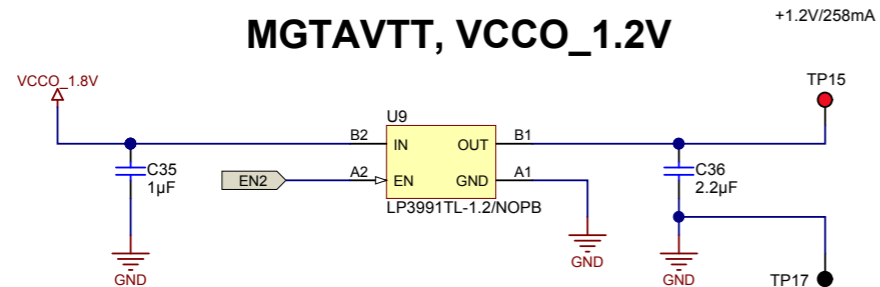 +1.2V/258mA
MGTAVTT, VCCO_1.2V
VCCO_1.8V
TP15
U9
B2
IN
OUT
B1
C35
1µF
EN2
A2
EN
GND
A1
C36
2.2µF
LP3991TL-1.2/NOPB
GND
GND
GND
TP17